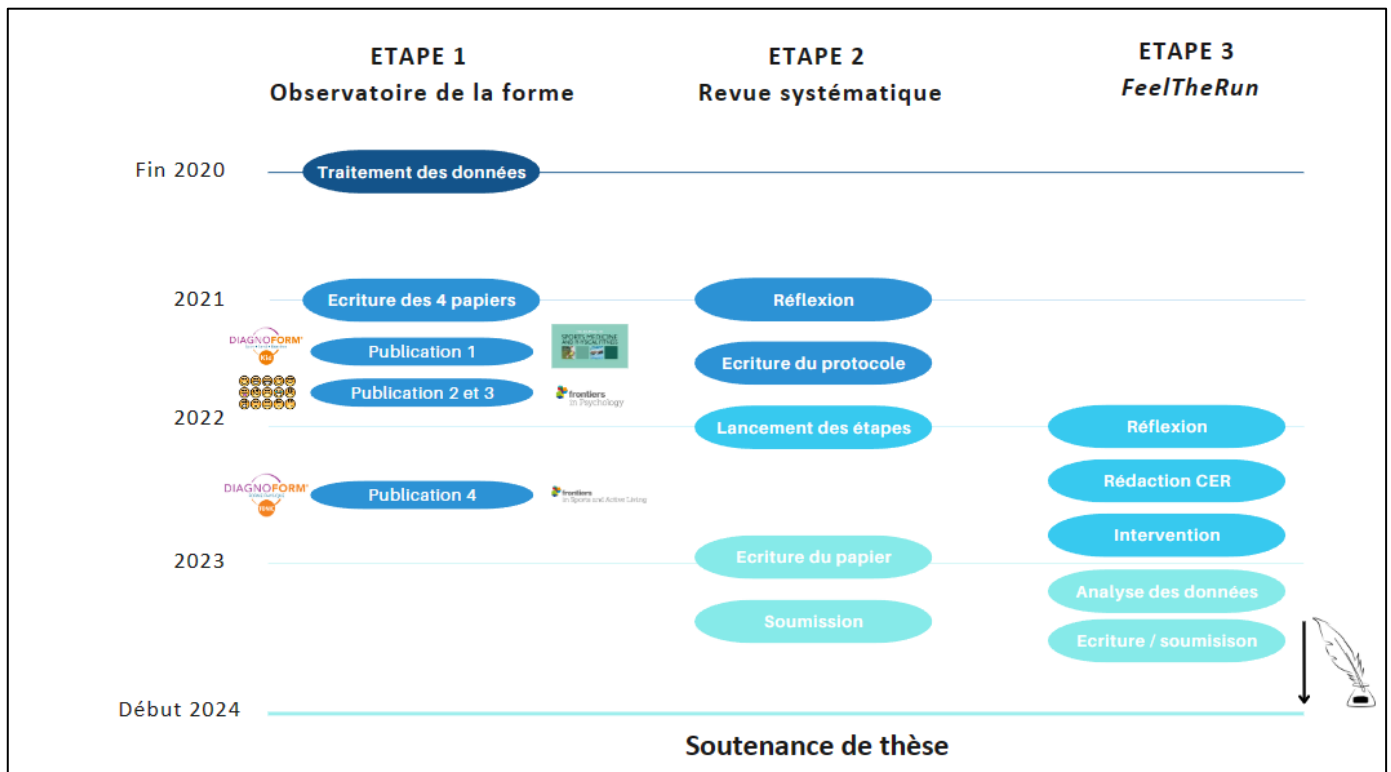 ETAPE 1
Observatoire de la forme
ETAPE 2
Revue systématique
ETAPE 3
FeelTheRun
Fin 2020
Traitement des données
2021
Ecriture des 4 papiers
Réflexion
DIAGNOFORM
Kid
Publication 1
SPORTS MEDICINE
Ecriture du protocole
Publication 2 et 3
frontiers
in Psychology
2022
Lancement des étapes
Réflexion
DIAGNOFORM
Publication 4
frontiers
in Sports and Active Living
Rédaction CER
Intervention
2023
Ecriture du papier
Analyse des données
Soumission
Ecriture / soumisison
Début 2024
Soutenance de thèse